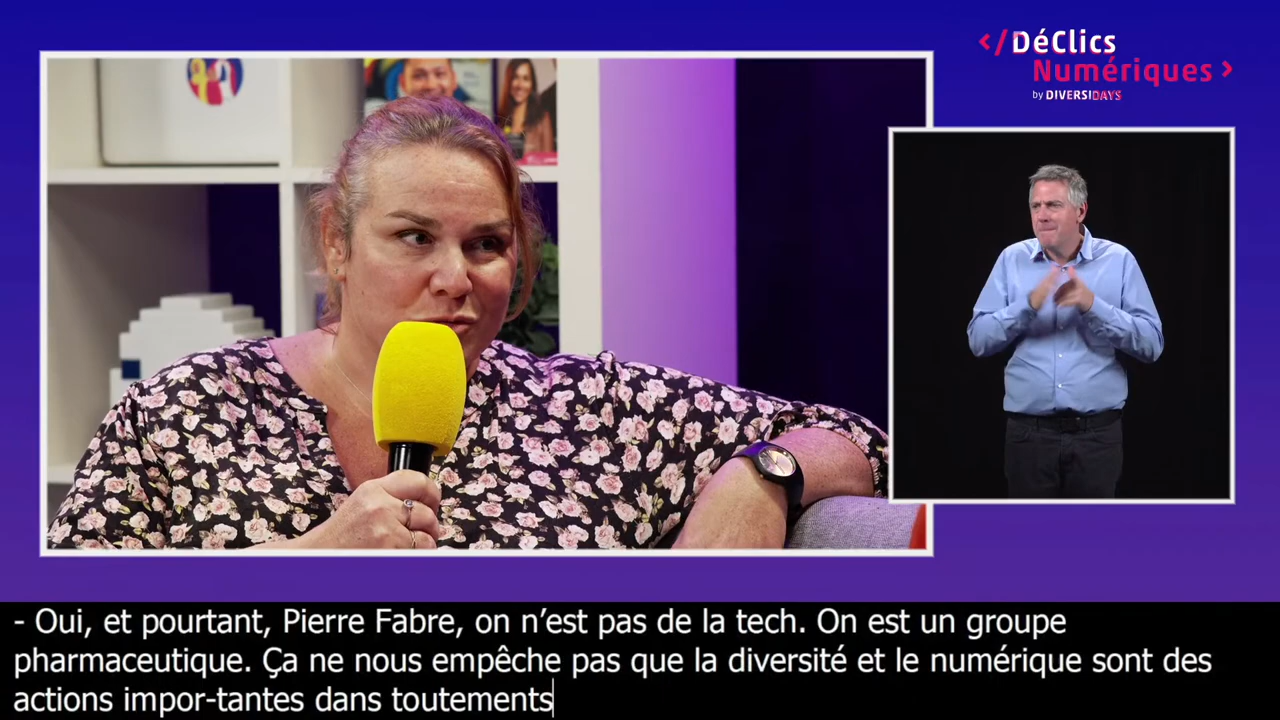 </DéClics
Numériques>
by DIVERSIDAYS
- Oui, et pourtant, Pierre Fabre, on n’est pas de la tech. On est un groupe
pharmaceutique. Ça ne nous empêche pas que la diversité et le numérique sont des
actions impor-tantes dans toutements